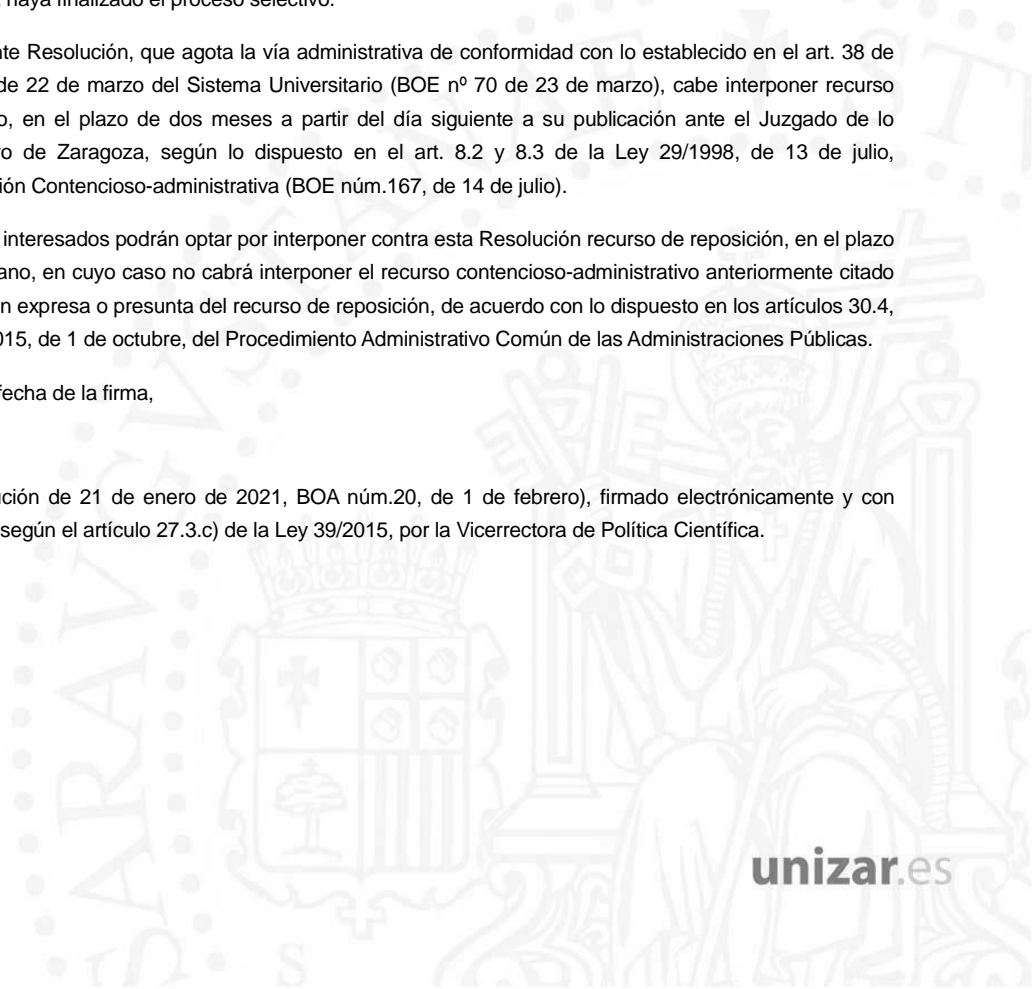 haya finalizado el proceso selectivo.
nte Resolución, que agota la vía administrativa de conformidad con lo establecido en el art. 38 de
de 22 de marzo del Sistema Universitario (BOE nº 70 de 23 de marzo), cabe interponer recurso
o, en el plazo de dos meses a partir del día siguiente a su publicación ante el Juzgado de lo
vo de Zaragoza, según lo dispuesto en el art. 8.2 y 8.3 de la Ley 29/1998, de 13 de julio,
ión Contencioso-administrativa (BOE núm.167, de 14 de julio).
interesados podrán optar por interponer contra esta Resolución recurso de reposición, en el plazo
ano, en cuyo caso no cabrá interponer el recurso contencioso-administrativo anteriormente citado
n expresa o presunta del recurso de reposición, de acuerdo con lo dispuesto en los artículos 30.4,
015, de 1 de octubre, del Procedimiento Administrativo Común de las Administraciones Públicas.
fecha de la firma,
ución de 21 de enero de 2021, BOA núm.20, de 1 de febrero), firmado electrónicamente y con
según el artículo 27.3.c) de la Ley 39/2015, por la Vicerrectora de Política Científica.
unizar.es